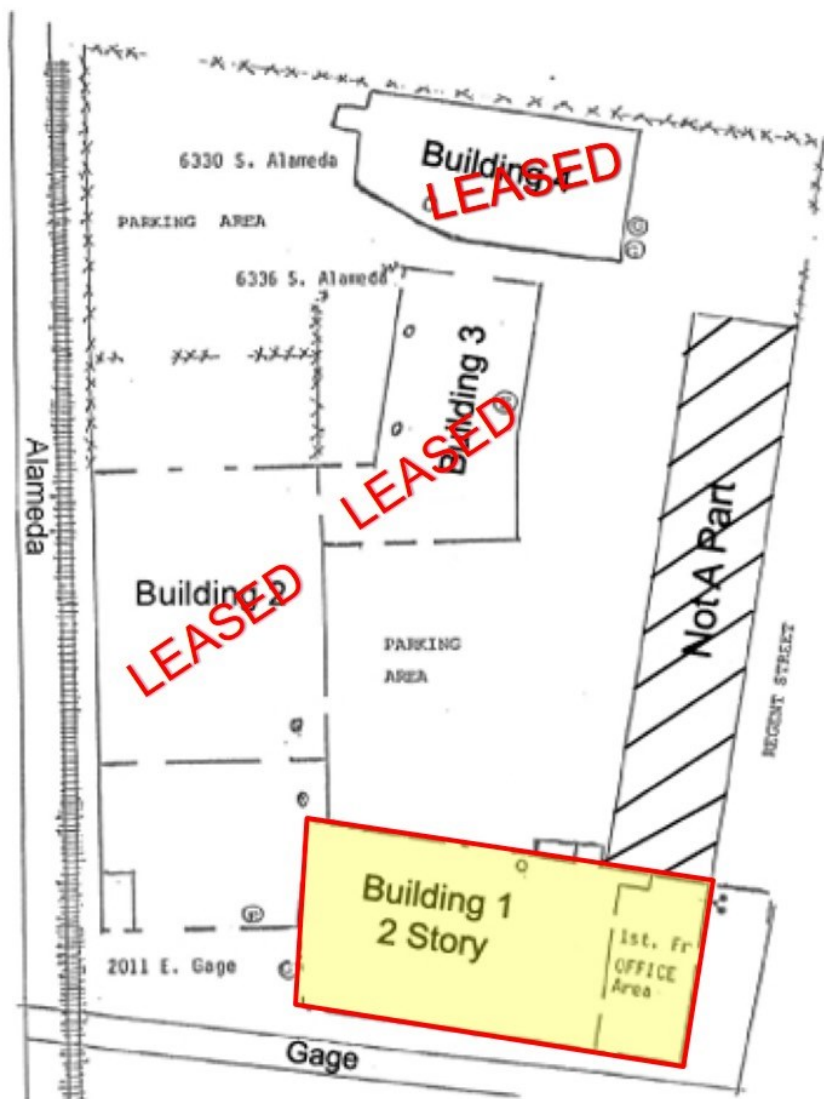 Building 4
LEASED
6330 S. Alameda
PARKING AREA
6336 S. Alameda
Building 3
LEASED
Alameda
Building 2
LEASED
PARKING
AREA
Not A Part
REGENT STREET
Building 1
2 Story
1st. Fr
OFFICE
Area
2011 E. Gage
Gage